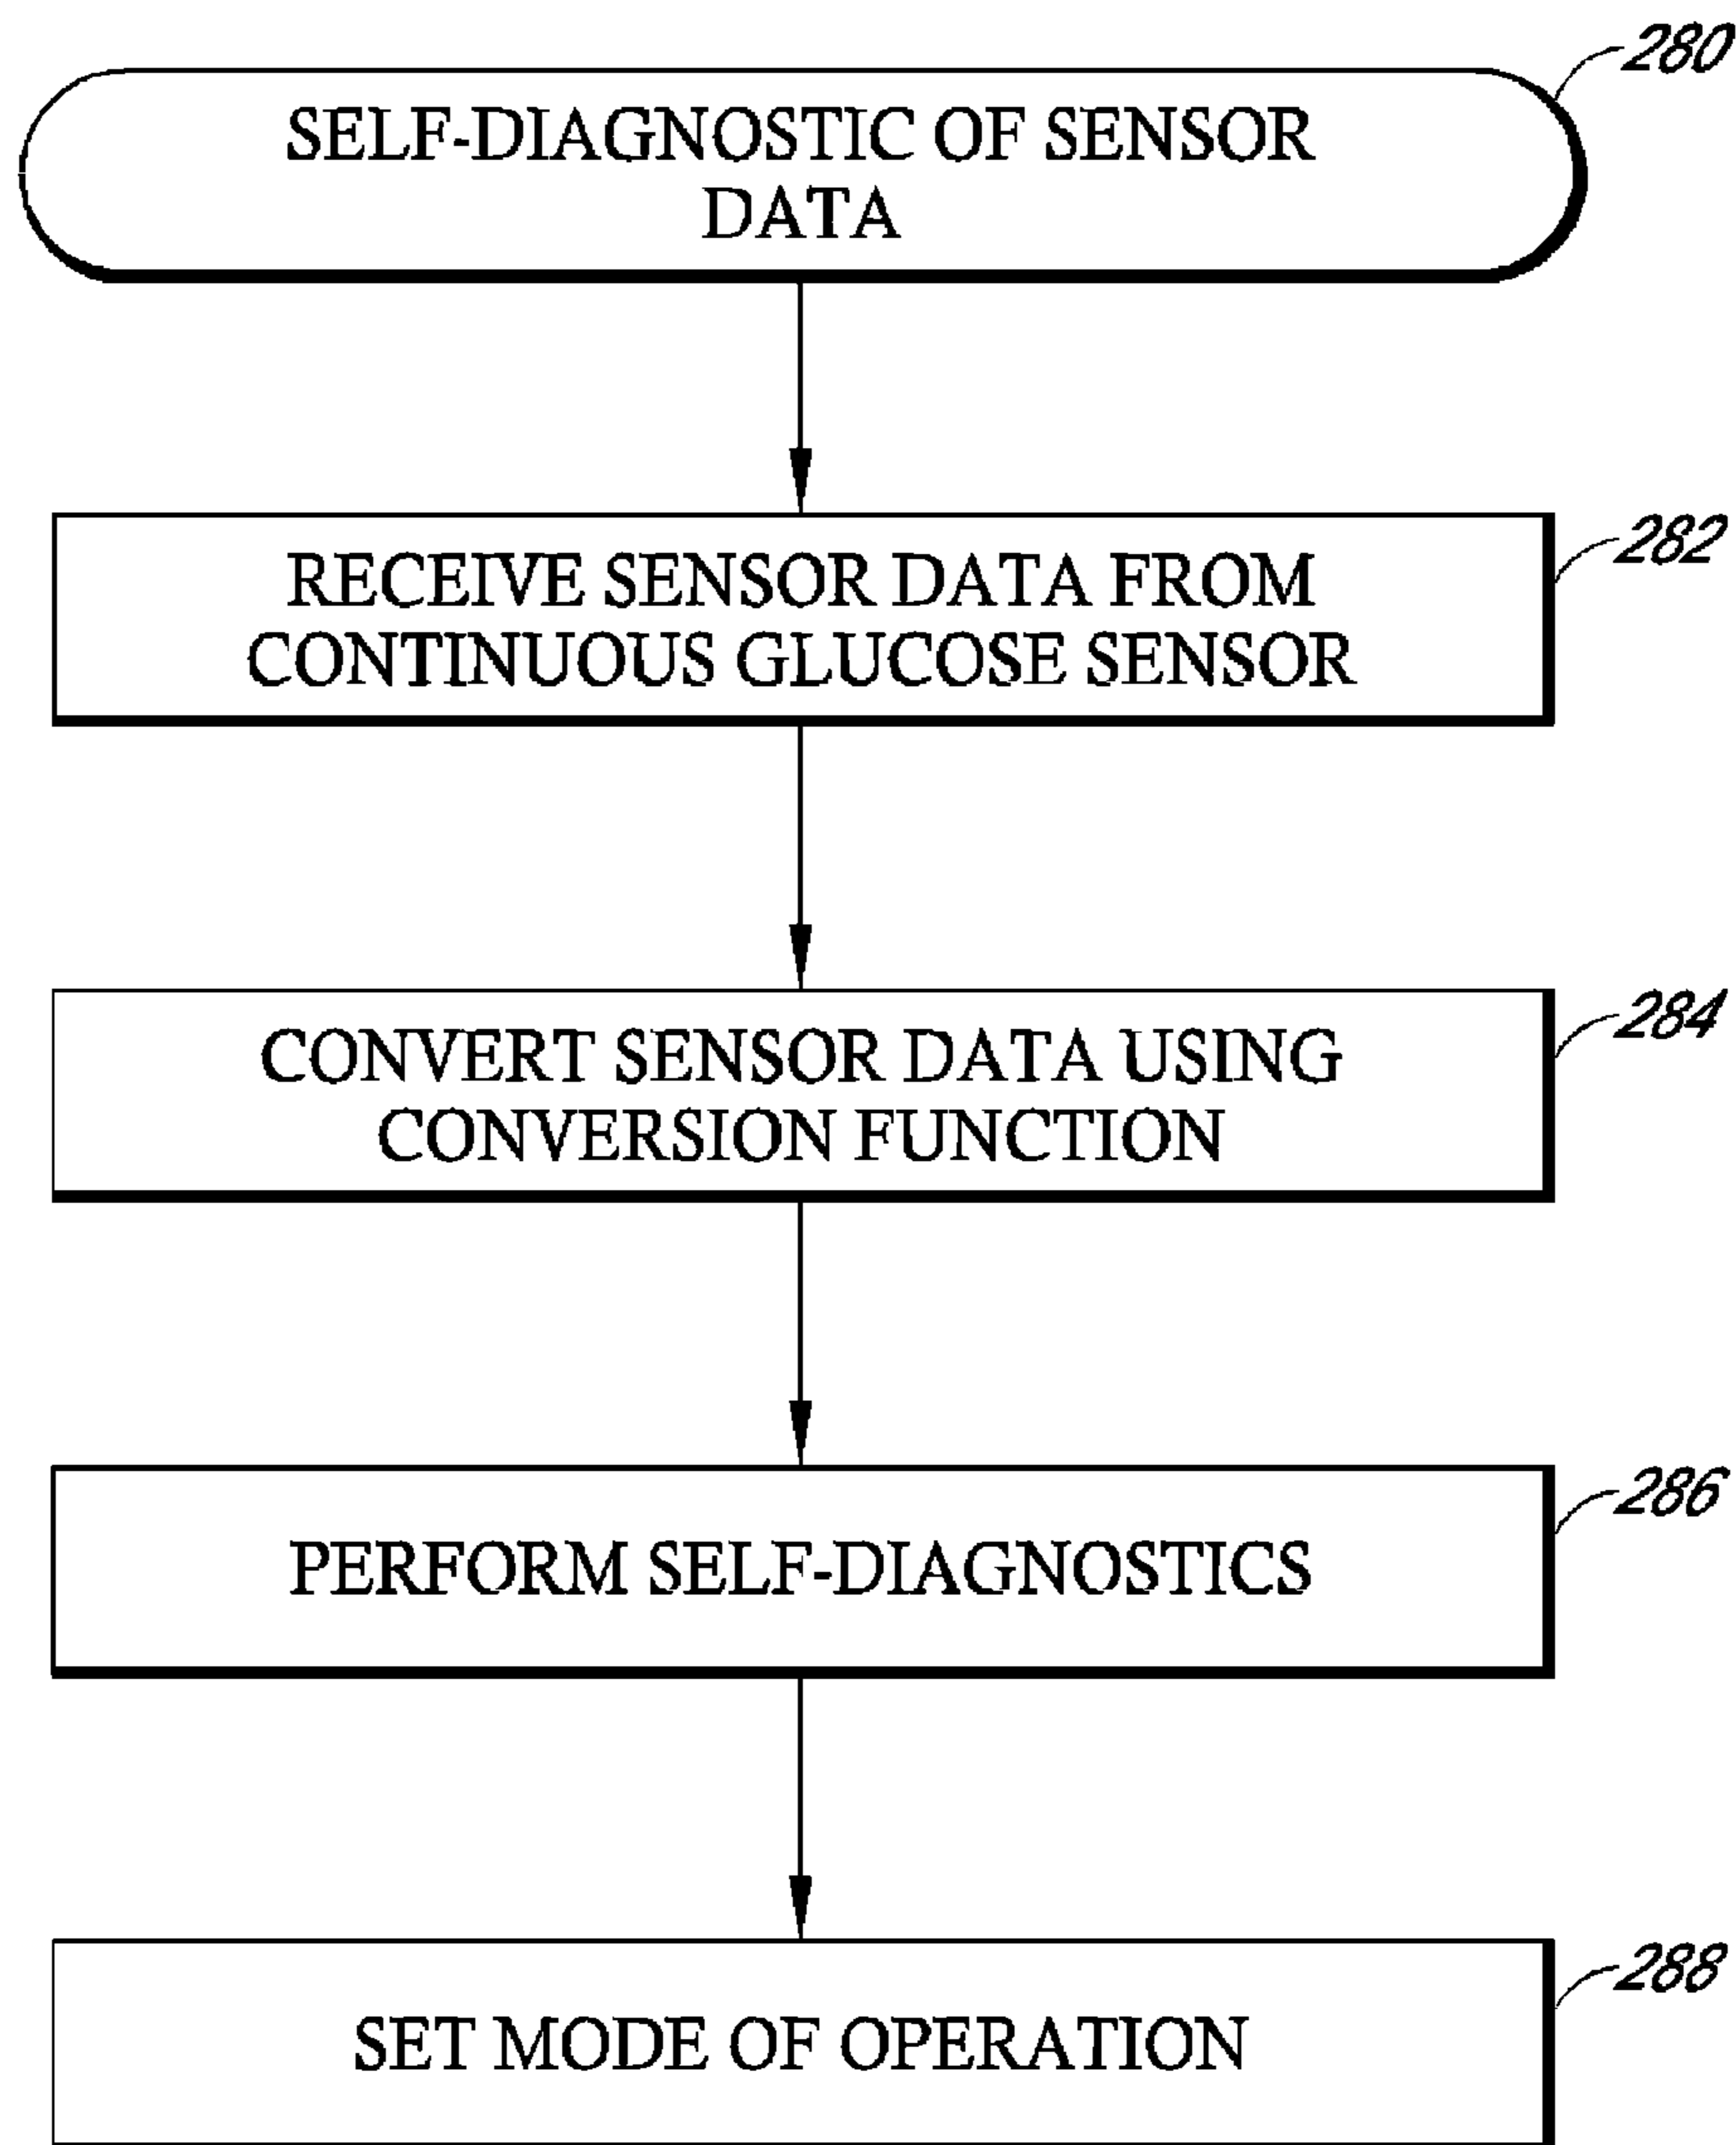 280
SELF-DIAGNOSTIC OF SENSOR
DATA
282
RECEIVE SENSOR DATA FROM
CONTINUOUS GLUCOSE SENSOR
284
CONVERT SENSOR DATA USING
CONVERSION FUNCTION
286
PERFORM SELF-DIAGNOSTICS
288
SET MODE OF OPERATION